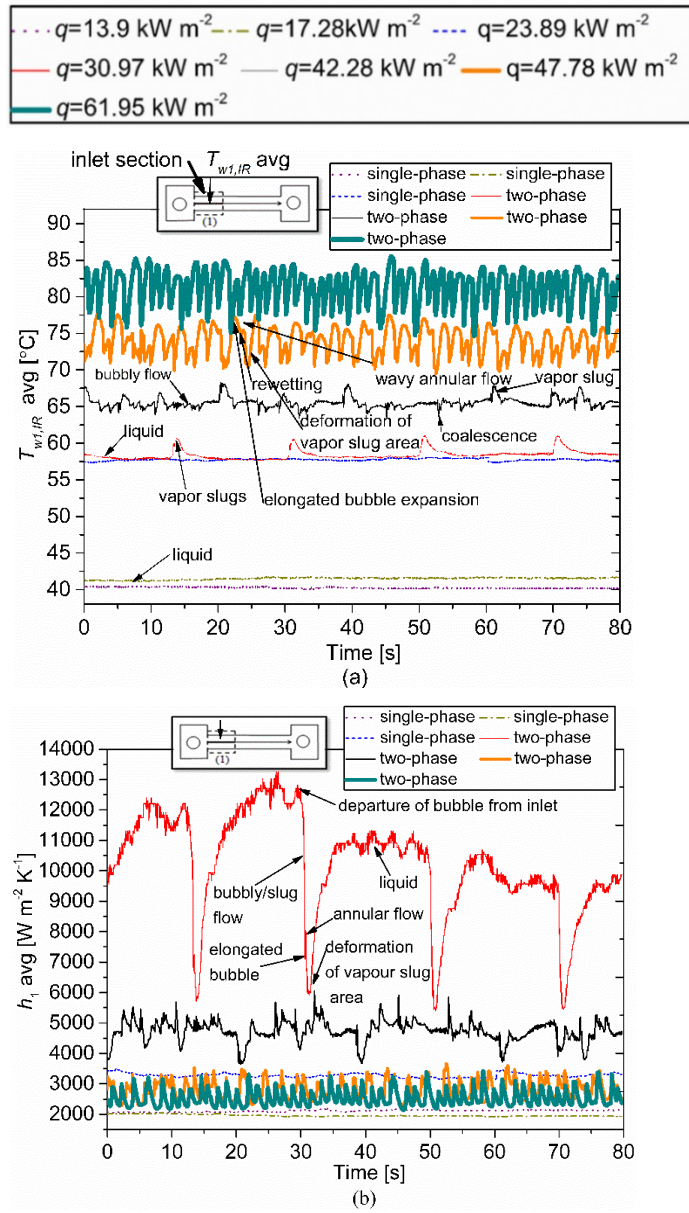 q=13.9 kW m-2 q=17.28kW m-2 q=23.89 kW m-2
q=30.97 kW m-2 q=42.28 kW m-2 q=47.78 kW m-2
q=61.95 kW m-2
inlet section Tw1,IR avg
(1)
single-phase single-phase
single-phase two-phase
two-phase two-phase
two-phase
90
85
80
75
70
65
60
55
50
45
40
Tw1,IR avg [°C]
bubbly flow
rewetting
wavy annular flow
vapor slug
deformation of
vapor slug area
coalescence
liquid
vapor slugs
elongated bubble expansion
liquid
0 10 20 30 40 50 60 70 80
Time [s]
(a)
(1)
single-phase single-phase
single-phase two-phase
two-phase two-phase
two-phase
14000
13000
12000
11000
10000
9000
8000
7000
6000
5000
4000
3000
2000
h1 avg [W m-2 K-1]
departure of bubble from inlet
bubbly/slug
flow
liquid
annular flow
elongated
bubble
deformation
of vapour slug
area
0 10 20 30 40 50 60 70 80
Time [s]
(b)